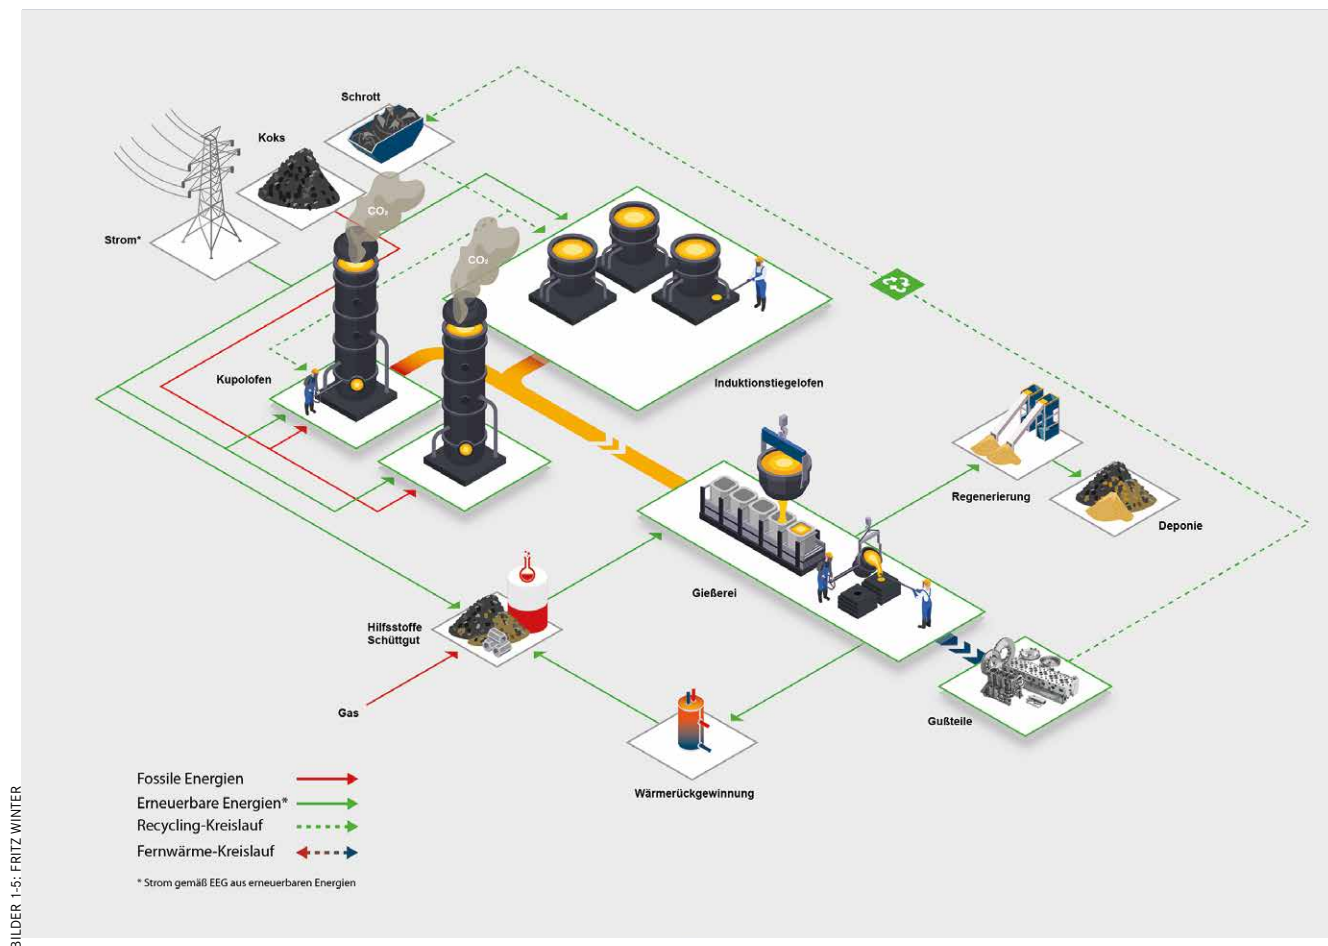 Schrott
Koks
CO₂
Strom*
CO₂
Kupolofen
Induktionstiegelofen
Regenerierung
Deponie
Gießerei
Hilfsstoffe
Schüttgut
Gas
Gußteile
Wärmerückgewinnung
Fossile Energien
Erneuerbare Energien*
Recycling-Kreislauf
Fernwärme-Kreislauf
* Strom gemäß EEG aus erneuerbaren Energien
BILDER 1-5: FRITZ WINTER